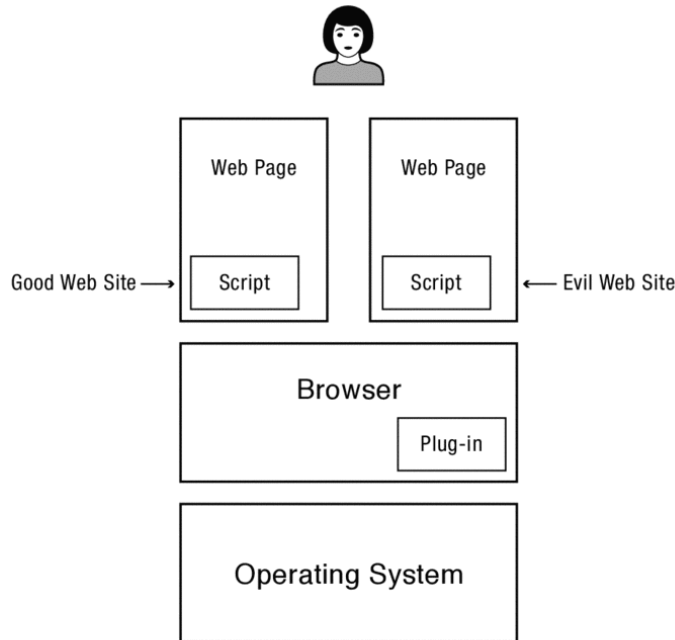 Web Page
Web Page
Good Web Site
Script
Script
Evil Web Site
Browser
Plug-in
Operating System